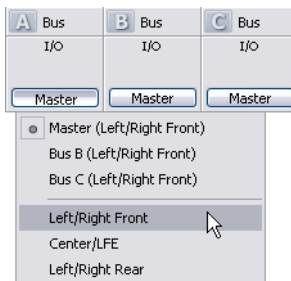 A Bus B Bus C Bus
I/O I/O I/O
Master Master Master
Master (Left/Right Front)
Bus B (Left/Right Front)
Bus C (Left/Right Front)
Left/Right Front
Center/LFE
Left/Right Rear